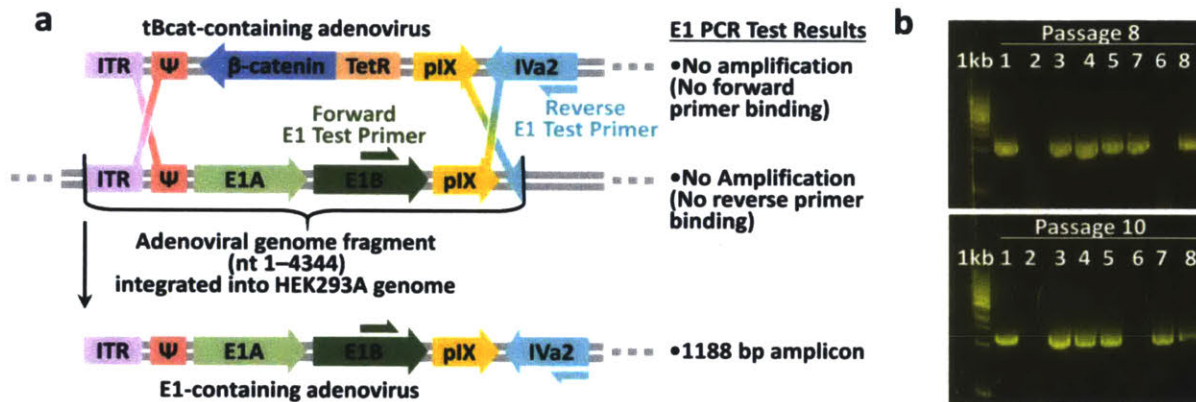 a
tBcat-containing adenovirus
ITR Ψ β-catenin TetR pIX IVa2
Forward
E1 Test Primer
Reverse
E1 Test Primer
ITR Ψ E1A E1B pIX
Adenoviral genome fragment
(nt 1–4344)
integrated into HEK293A genome
ITR Ψ E1A E1B pIX IVa2
E1-containing adenovirus
E1 PCR Test Results
•No amplification
(No forward
primer binding)
•No Amplification
(No reverse primer
binding)
•1188 bp amplicon
b
Passage 8
1kb 1 2 3 4 5 7 6 8
Passage 10
1kb 1 2 3 4 5 6 7 8